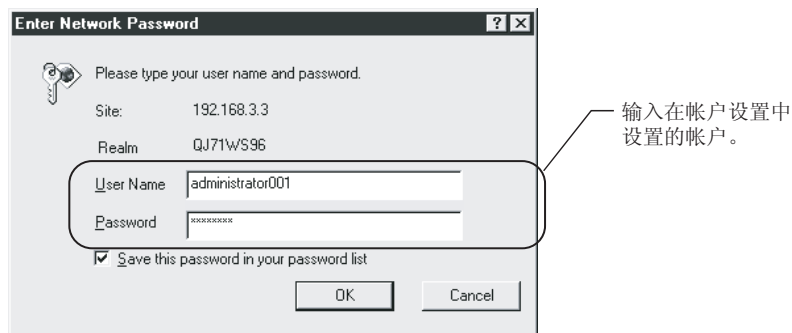 Enter Network Password
? ×
Please type your user name and password.
Site: 192.168.3.3
Realm QJ71WS96
User Name administrator001
Password ********
Save this password in your password list
OK Cancel
输入在帐户设置中
设置的帐户。